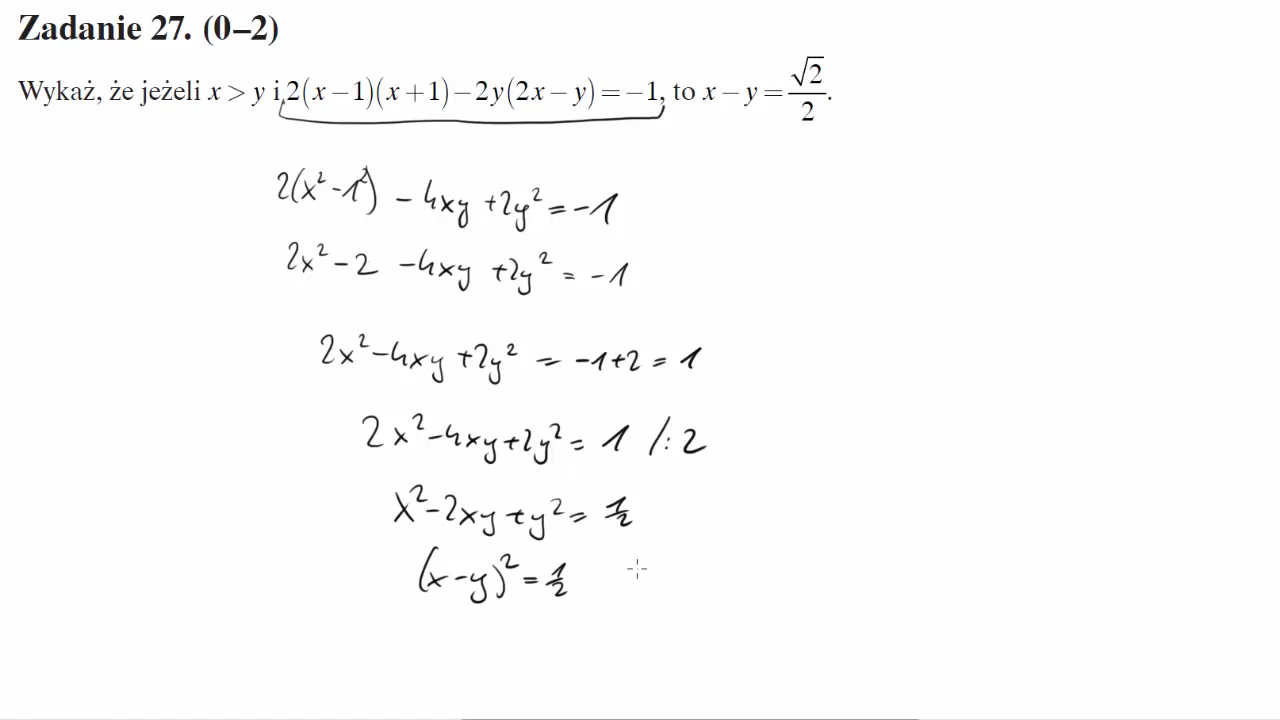 Zadanie 27. (0–2)
Wykaż, że jeżeli x > y i 2(x−1)(x+1)−2y(2x−y)=−1, to x−y=√2/2.
2(x²-1²) - 4xy +2y² = -1
2x² - 2 - 4xy + 2y² = -1
2x² - 4xy + 2y² = -1+2 = 1
2x² - 4xy + 2y² = 1 /: 2
x² - 2xy + y² = 1/2
(x-y)² = 1/2